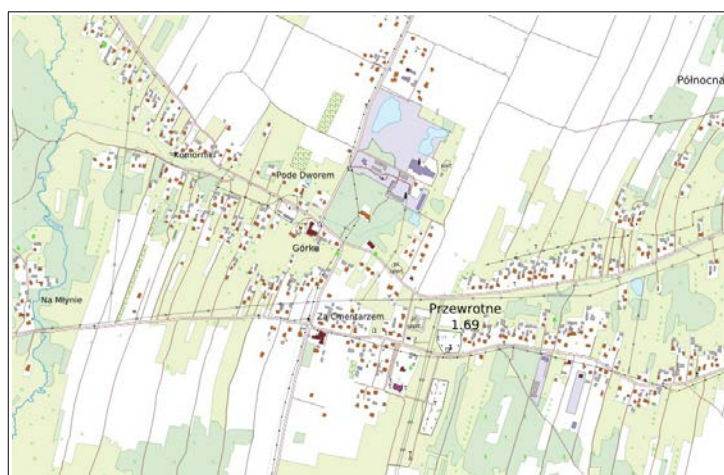 Północna
Komorniki
Pode Dworem
Górka
Na Młynie
Za Cmentarzem
Przewrotne
1.69